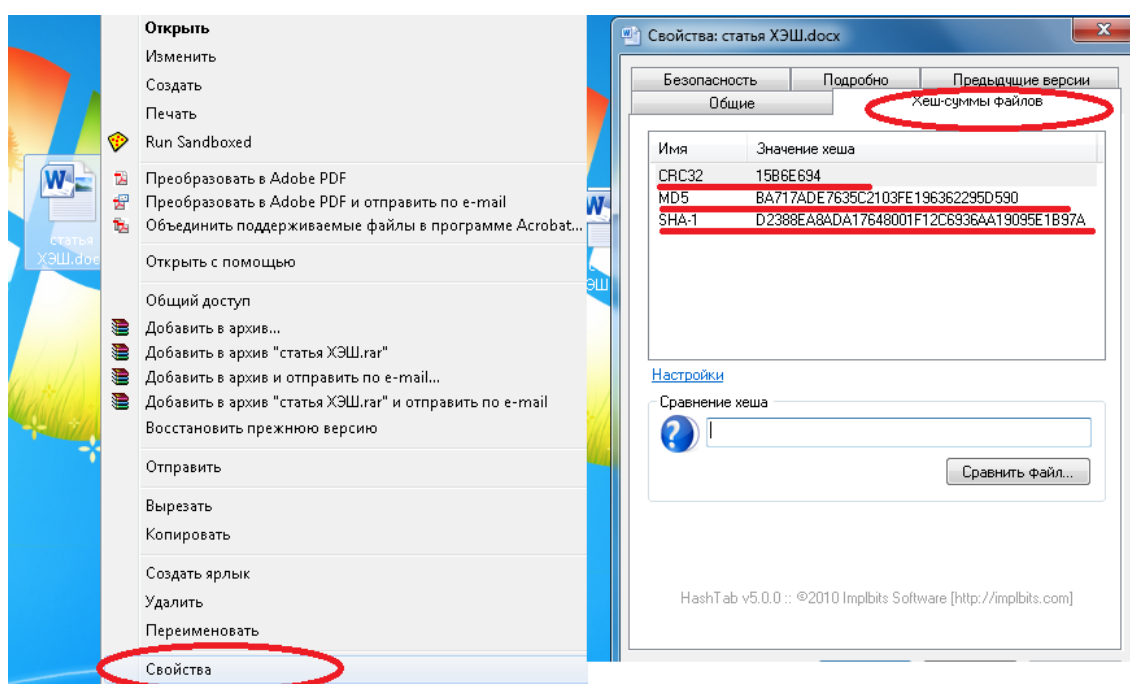 Открыть
Изменить
Создать
Печать
Run Sandboxed
Преобразовать в Adobe PDF
Преобразовать в Adobe PDF и отправить по e-mail
Объединить поддерживаемые файлы в программе Acrobat...
Открыть с помощью
Общий доступ
Добавить в архив...
Добавить в архив "статья ХЭШ.rar"
Добавить в архив и отправить по e-mail...
Добавить в архив "статья ХЭШ.rar" и отправить по e-mail
Восстановить прежнюю версию
Отправить
Вырезать
Копировать
Создать ярлык
Удалить
Переименовать
Свойства
статья
ХЭШ.doc
ЭШ
Свойства: статья ХЭШ.docx
Безопасность Подробно Предыдущие версии
Общие Хеш-суммы файлов
Имя Значение хеша
CRC32 15B6E694
MD5 BA717ADE7635C2103FE196362295D590
SHA-1 D2388EA8ADA17648001F12C6936AA19095E1B97A
Настройки
Сравнение хеша
Сравнить файл...
HashTab v5.0.0 :: ©2010 Implbits Software [http://implbits.com]